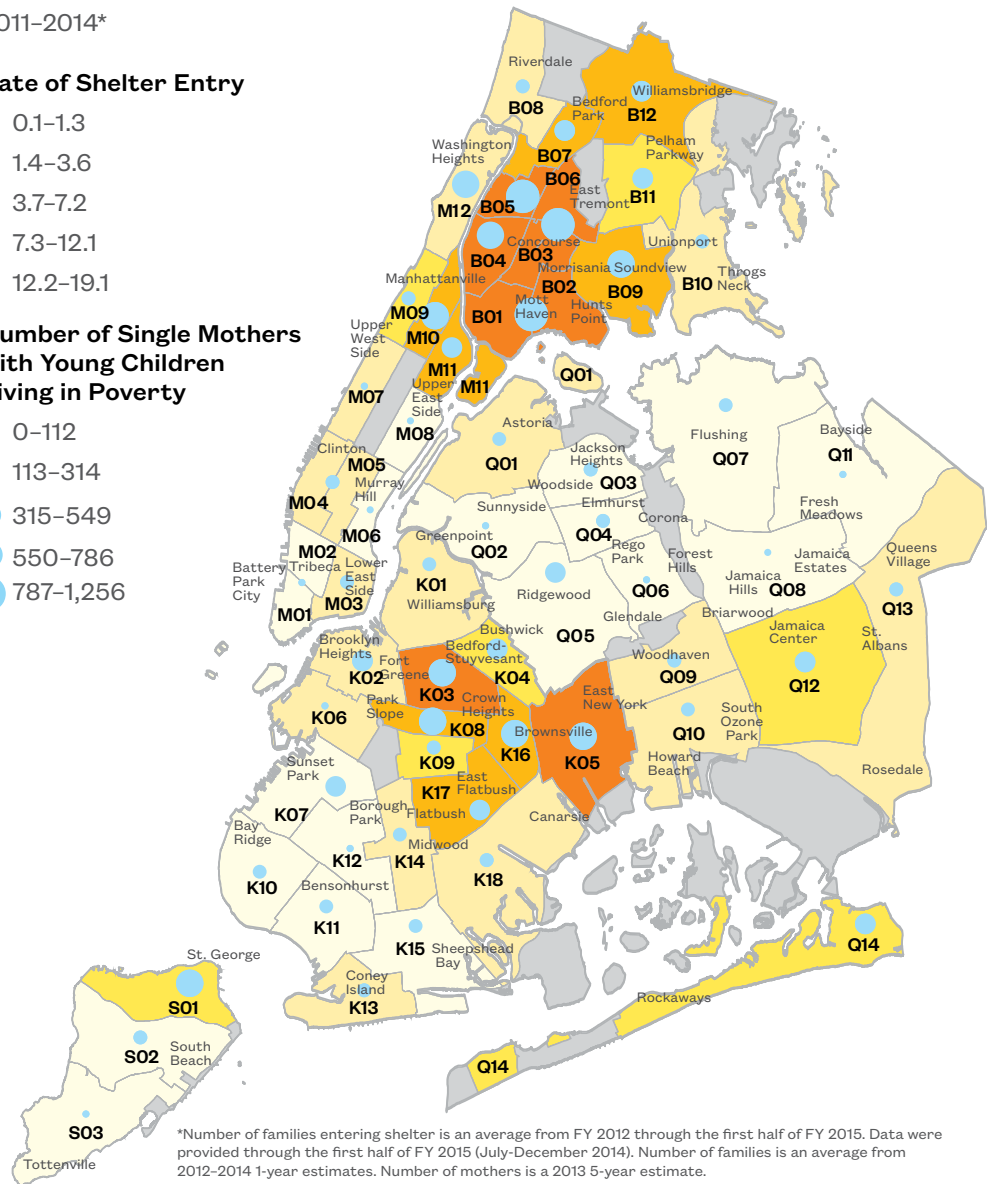 011–2014*
ate of Shelter Entry
0.1–1.3
1.4–3.6
3.7–7.2
7.3–12.1
12.2–19.1
umber of Single Mothers
ith Young Children
iving in Poverty
0–112
113–314
315–549
550–786
787–1,256
Riverdale
B08
Williamsbridge
B12
Bedford
Park
B07
Washington
Heights
M12
Pelham
Parkway
B11
B06
B05
East
Tremont
Concourse
B04
B03
Unionport
B10
Throgs
Neck
Morrisania
Soundview
B09
B02
Mott
Haven
B01
Hunts
Point
Manhattanville
M09
M10
M11
M11
Upper
West
Side
M07
Upper
East
Side
M08
Q01
Astoria
Q01
Clinton
M05
M04
Murray
Hill
M06
M02
Tribeca
Battery
Park
City
M01
Lower
East
Side
M03
Jackson
Heights
Woodside
Q03
Elmhurst
Q04
Corona
Sunnyside
Q02
Flushing
Q07
Bayside
Q11
Fresh
Meadows
Greenpoint
K01
Williamsburg
Ridgewood
Q05
Rego
Park
Q06
Forest
Hills
Glendale
Jamaica
Estates
Jamaica
Hills
Q08
Briarwood
Queens
Village
Q13
St.
Albans
Jamaica
Center
Q12
Rosedale
Brooklyn
Heights
K02
Fort
Greene
K03
Bushwick
Bedford-
Stuyvesant
K04
Woodhaven
Q09
Q10
South
Ozone
Park
Howard
Beach
East
New York
K05
Brownsville
K16
Crown
Heights
K08
Park
Slope
K06
K09
East
Flatbush
K17
Flatbush
Canarsie
K18
Sunset
Park
K07
Borough
Park
K12
Midwood
K14
Bay
Ridge
K10
Bensonhurst
K11
K15
Sheepshead
Bay
Coney
Island
K13
Q14
Rockaways
Q14
St. George
S01
S02
South
Beach
S03
Tottenville
*Number of families entering shelter is an average from FY 2012 through the first half of FY 2015. Data were
provided through the first half of FY 2015 (July-December 2014). Number of families is an average from
2012–2014 1-year estimates. Number of mothers is a 2013 5-year estimate.